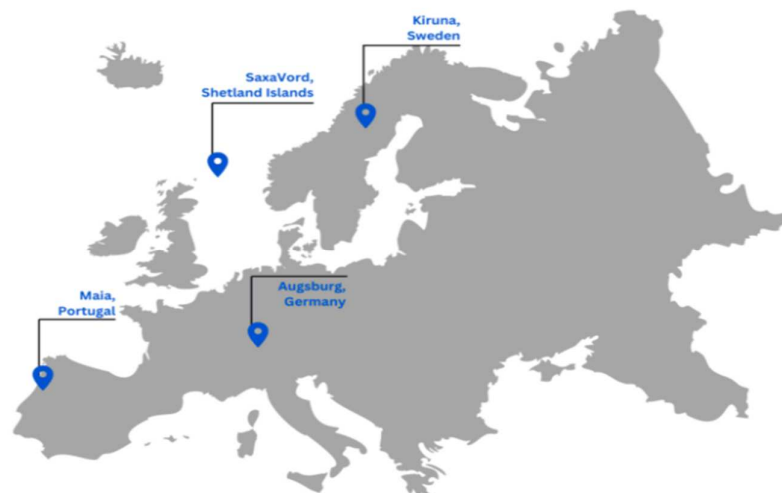 Kiruna,
Sweden
SaxaVord,
Shetland Islands
Augsburg,
Germany
Maia,
Portugal